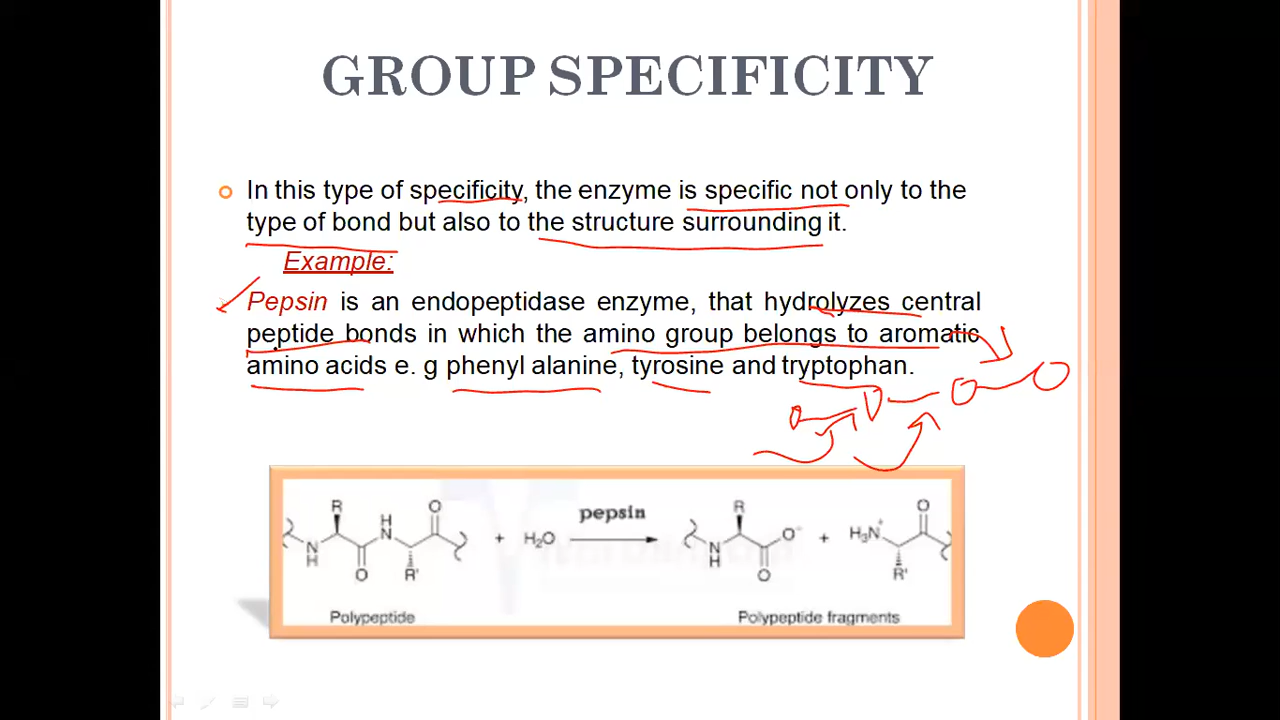 GROUP SPECIFICITY
In this type of specificity, the enzyme is specific not only to the
type of bond but also to the structure surrounding it.
Example:
Pepsin is an endopeptidase enzyme, that hydrolyzes central
peptide bonds in which the amino group belongs to aromatic
amino acids e. g phenyl alanine, tyrosine and tryptophan.
R H N O pepsin R O
N H O R' + H₂O N H O O⁻ + H₃N⁺ R'
Polypeptide Polypeptide fragments